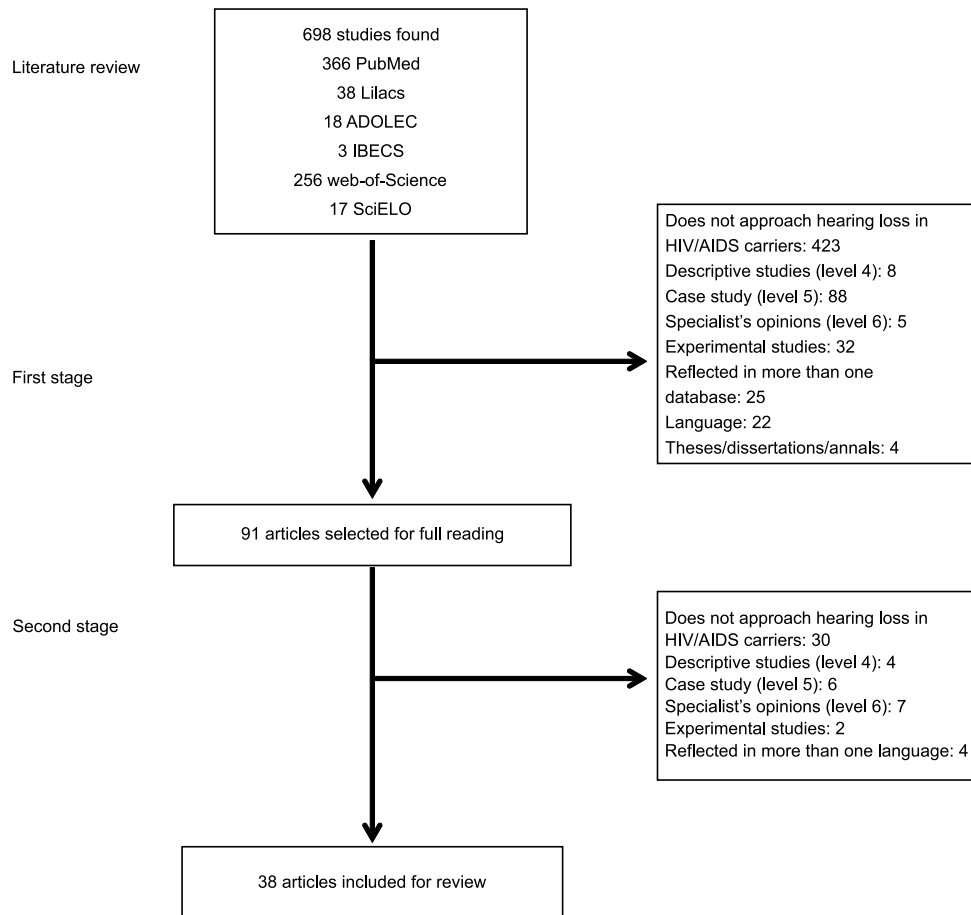 Literature review
698 studies found
366 PubMed
38 Lilacs
18 ADOLEC
3 IBECS
256 web-of-Science
17 SciELO
First stage
Does not approach hearing loss in
HIV/AIDS carriers: 423
Descriptive studies (level 4): 8
Case study (level 5): 88
Specialist's opinions (level 6): 5
Experimental studies: 32
Reflected in more than one
database: 25
Language: 22
Theses/dissertations/annals: 4
91 articles selected for full reading
Second stage
Does not approach hearing loss in
HIV/AIDS carriers: 30
Descriptive studies (level 4): 4
Case study (level 5): 6
Specialist's opinions (level 6): 7
Experimental studies: 2
Reflected in more than one language: 4
38 articles included for review